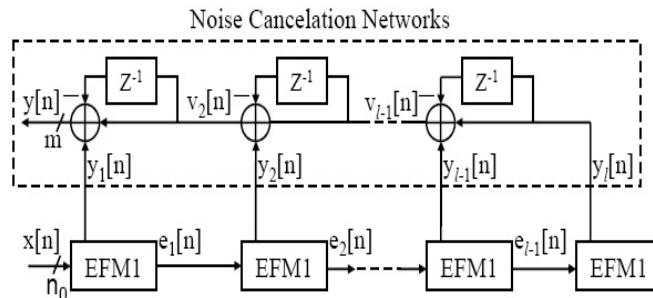 Noise Cancelation Networks
Z⁻¹ Z⁻¹ Z⁻¹
y[n] − v₂[n] − vₗ₋₁[n] −
m
y₁[n] y₂[n] yₗ₋₁[n] yₗ[n]
x[n] e₁[n] e₂[n] eₗ₋₁[n]
EFM1 EFM1 EFM1 EFM1
n₀